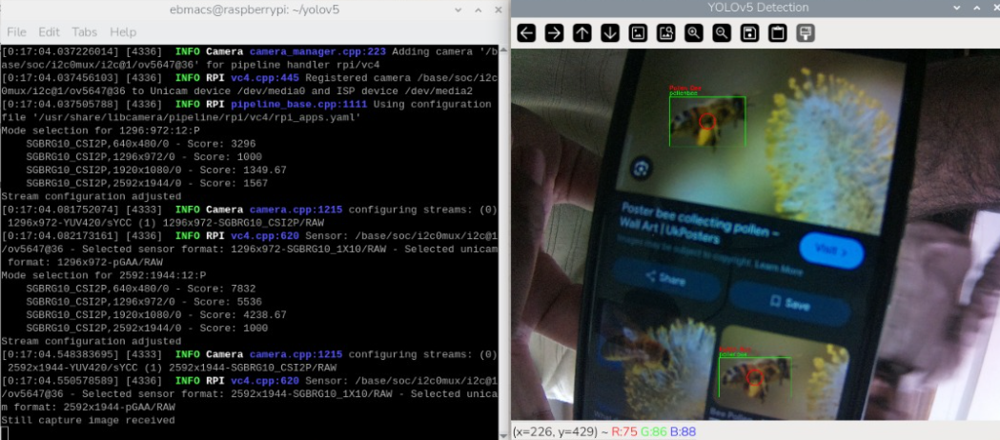 ebmacs@raspberrypi: ~/yolov5
File Edit Tabs Help
[0:17:04.037226014] [4336] INFO Camera camera_manager.cpp:223 Adding camera '/b
ase/soc/i2c0mux/i2c@1/ov5647@36' for pipeline handler rpi/vc4
[0:17:04.037456103] [4336] INFO RPI vc4.cpp:445 Registered camera /base/soc/i2c
0mux/i2c@1/ov5647@36 to Unicam device /dev/media0 and ISP device /dev/media2
[0:17:04.037505788] [4336] INFO RPI pipeline_base.cpp:1111 Using configuration
file '/usr/share/libcamera/pipeline/rpi/vc4/rpi_apps.yaml'
Mode selection for 1296:972:12:P
SGBRG10_CSI2P,640x480/0 - Score: 3296
SGBRG10_CSI2P,1296x972/0 - Score: 1000
SGBRG10_CSI2P,1920x1080/0 - Score: 1349.67
SGBRG10_CSI2P,2592x1944/0 - Score: 1567
Stream configuration adjusted
[0:17:04.081752074] [4333] INFO Camera camera.cpp:1215 configuring streams: (0)
1296x972-YUV420/sYCC (1) 1296x972-SGBRG10_CSI2P/RAW
[0:17:04.082173161] [4336] INFO RPI vc4.cpp:620 Sensor: /base/soc/i2c0mux/i2c@1
/ov5647@36 - Selected sensor format: 1296x972-SGBRG10_1X10/RAW - Selected unicam
format: 1296x972-pGAA/RAW
Mode selection for 2592:1944:12:P
SGBRG10_CSI2P,640x480/0 - Score: 7832
SGBRG10_CSI2P,1296x972/0 - Score: 5536
SGBRG10_CSI2P,1920x1080/0 - Score: 4238.67
SGBRG10_CSI2P,2592x1944/0 - Score: 1000
Stream configuration adjusted
[0:17:04.548383695] [4333] INFO Camera camera.cpp:1215 configuring streams: (0)
2592x1944-YUV420/sYCC (1) 2592x1944-SGBRG10_CSI2P/RAW
[0:17:04.550578589] [4336] INFO RPI vc4.cpp:620 Sensor: /base/soc/i2c0mux/i2c@1
/ov5647@36 - Selected sensor format: 2592x1944-SGBRG10_1X10/RAW - Selected unica
m format: 2592x1944-pGAA/RAW
Still capture image received
YOLOv5 Detection
Pollen Bee
pollenbee
Poster bee collecting pollen –
Wall Art | UkPosters
Images may be subject to copyright. Learn More
Visit >
Share
Save
Pollen Bee
(x=226, y=429) ~ R:75 G:86 B:88